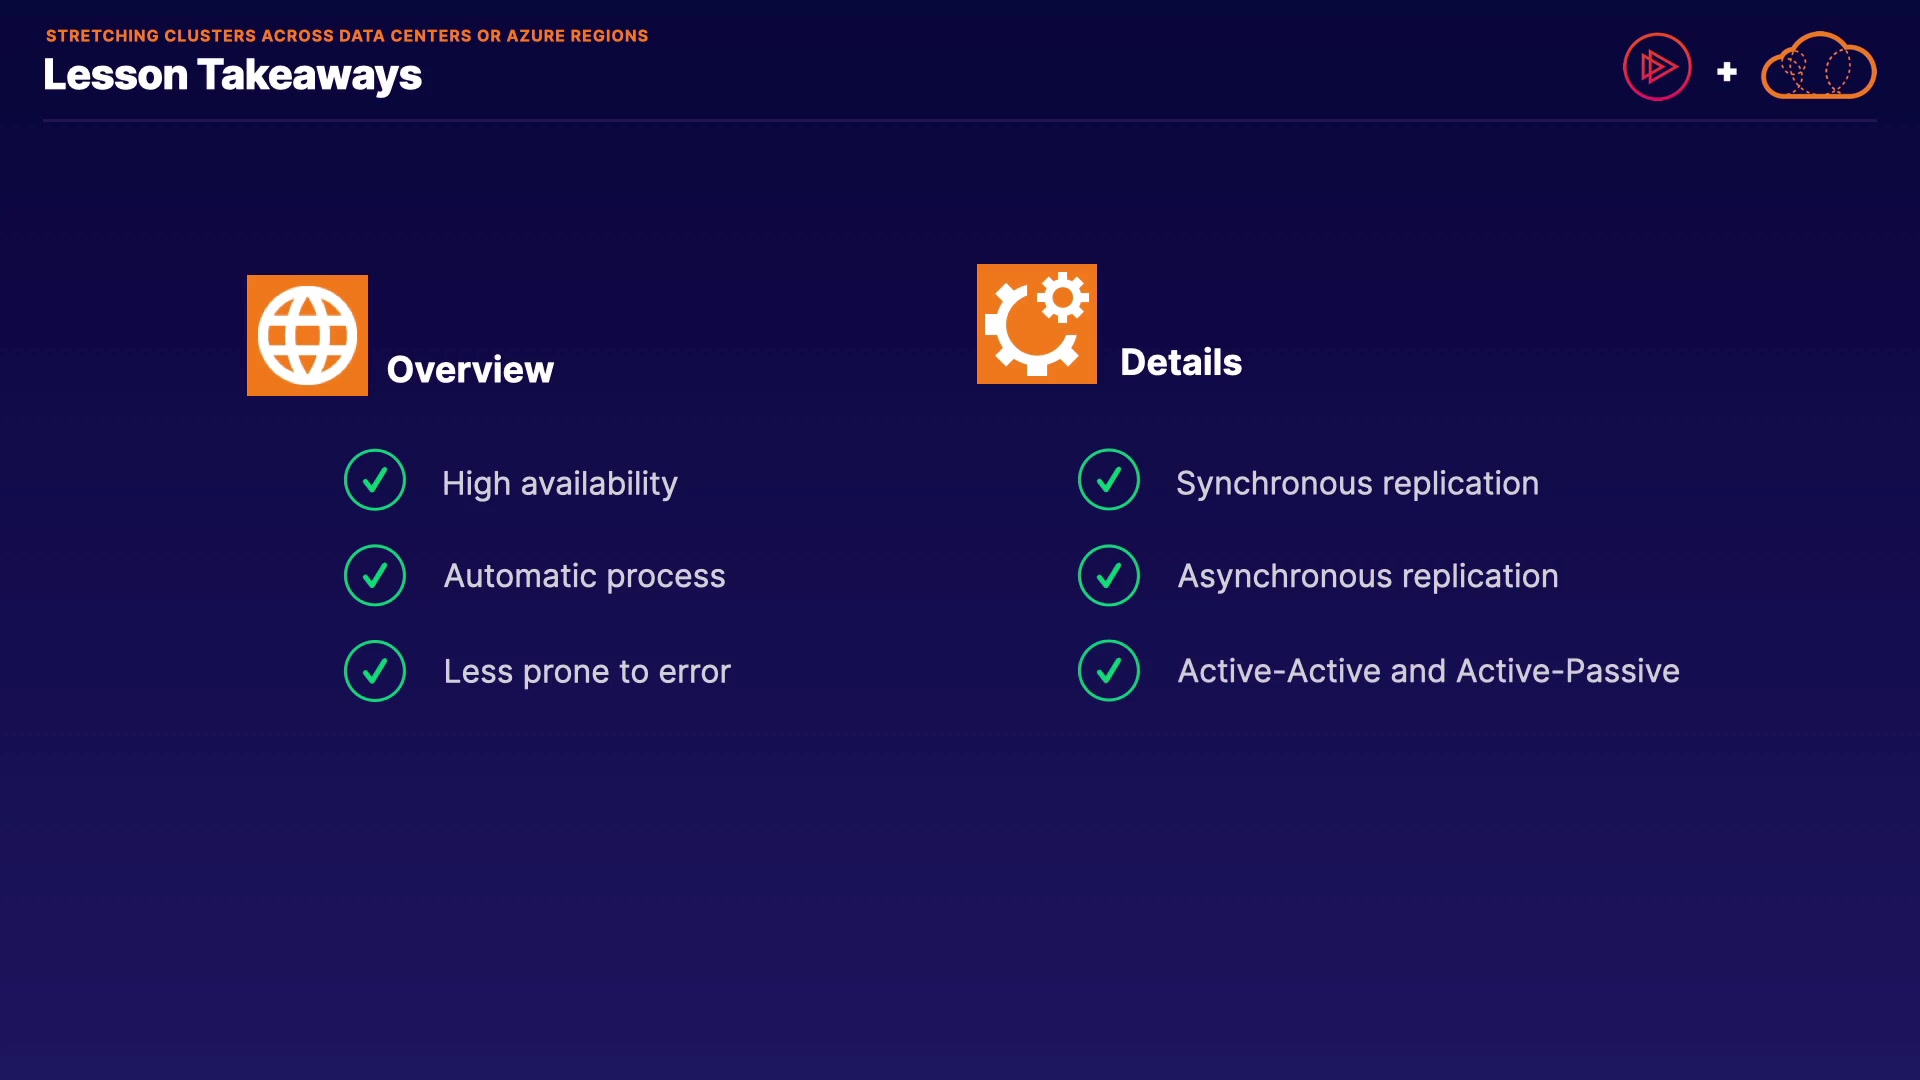 STRETCHING CLUSTERS ACROSS DATA CENTERS OR AZURE REGIONS
Lesson Takeaways
+
Overview
High availability
Automatic process
Less prone to error
Details
Synchronous replication
Asynchronous replication
Active-Active and Active-Passive